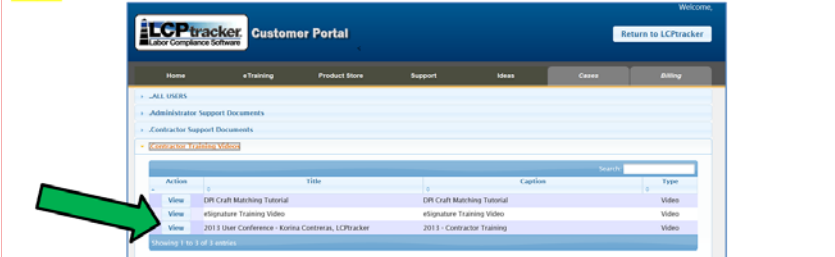 Welcome,
LCPtracker
Labor Compliance Software
Customer Portal
Return to LCPtracker
Home eTraining Product Store Support Ideas Cases Billing
..ALL USERS
.Administrator Support Documents
.Contractor Support Documents
Contractor Training Videos
Search:
Action Title Caption Type
View DPI Craft Matching Tutorial DPI Craft Matching Tutorial Video
View eSignature Training Video eSignature Training Video Video
View 2013 User Conference - Korina Contreras, LCPtracker 2013 - Contractor Training Video
Showing 1 to 3 of 3 entries